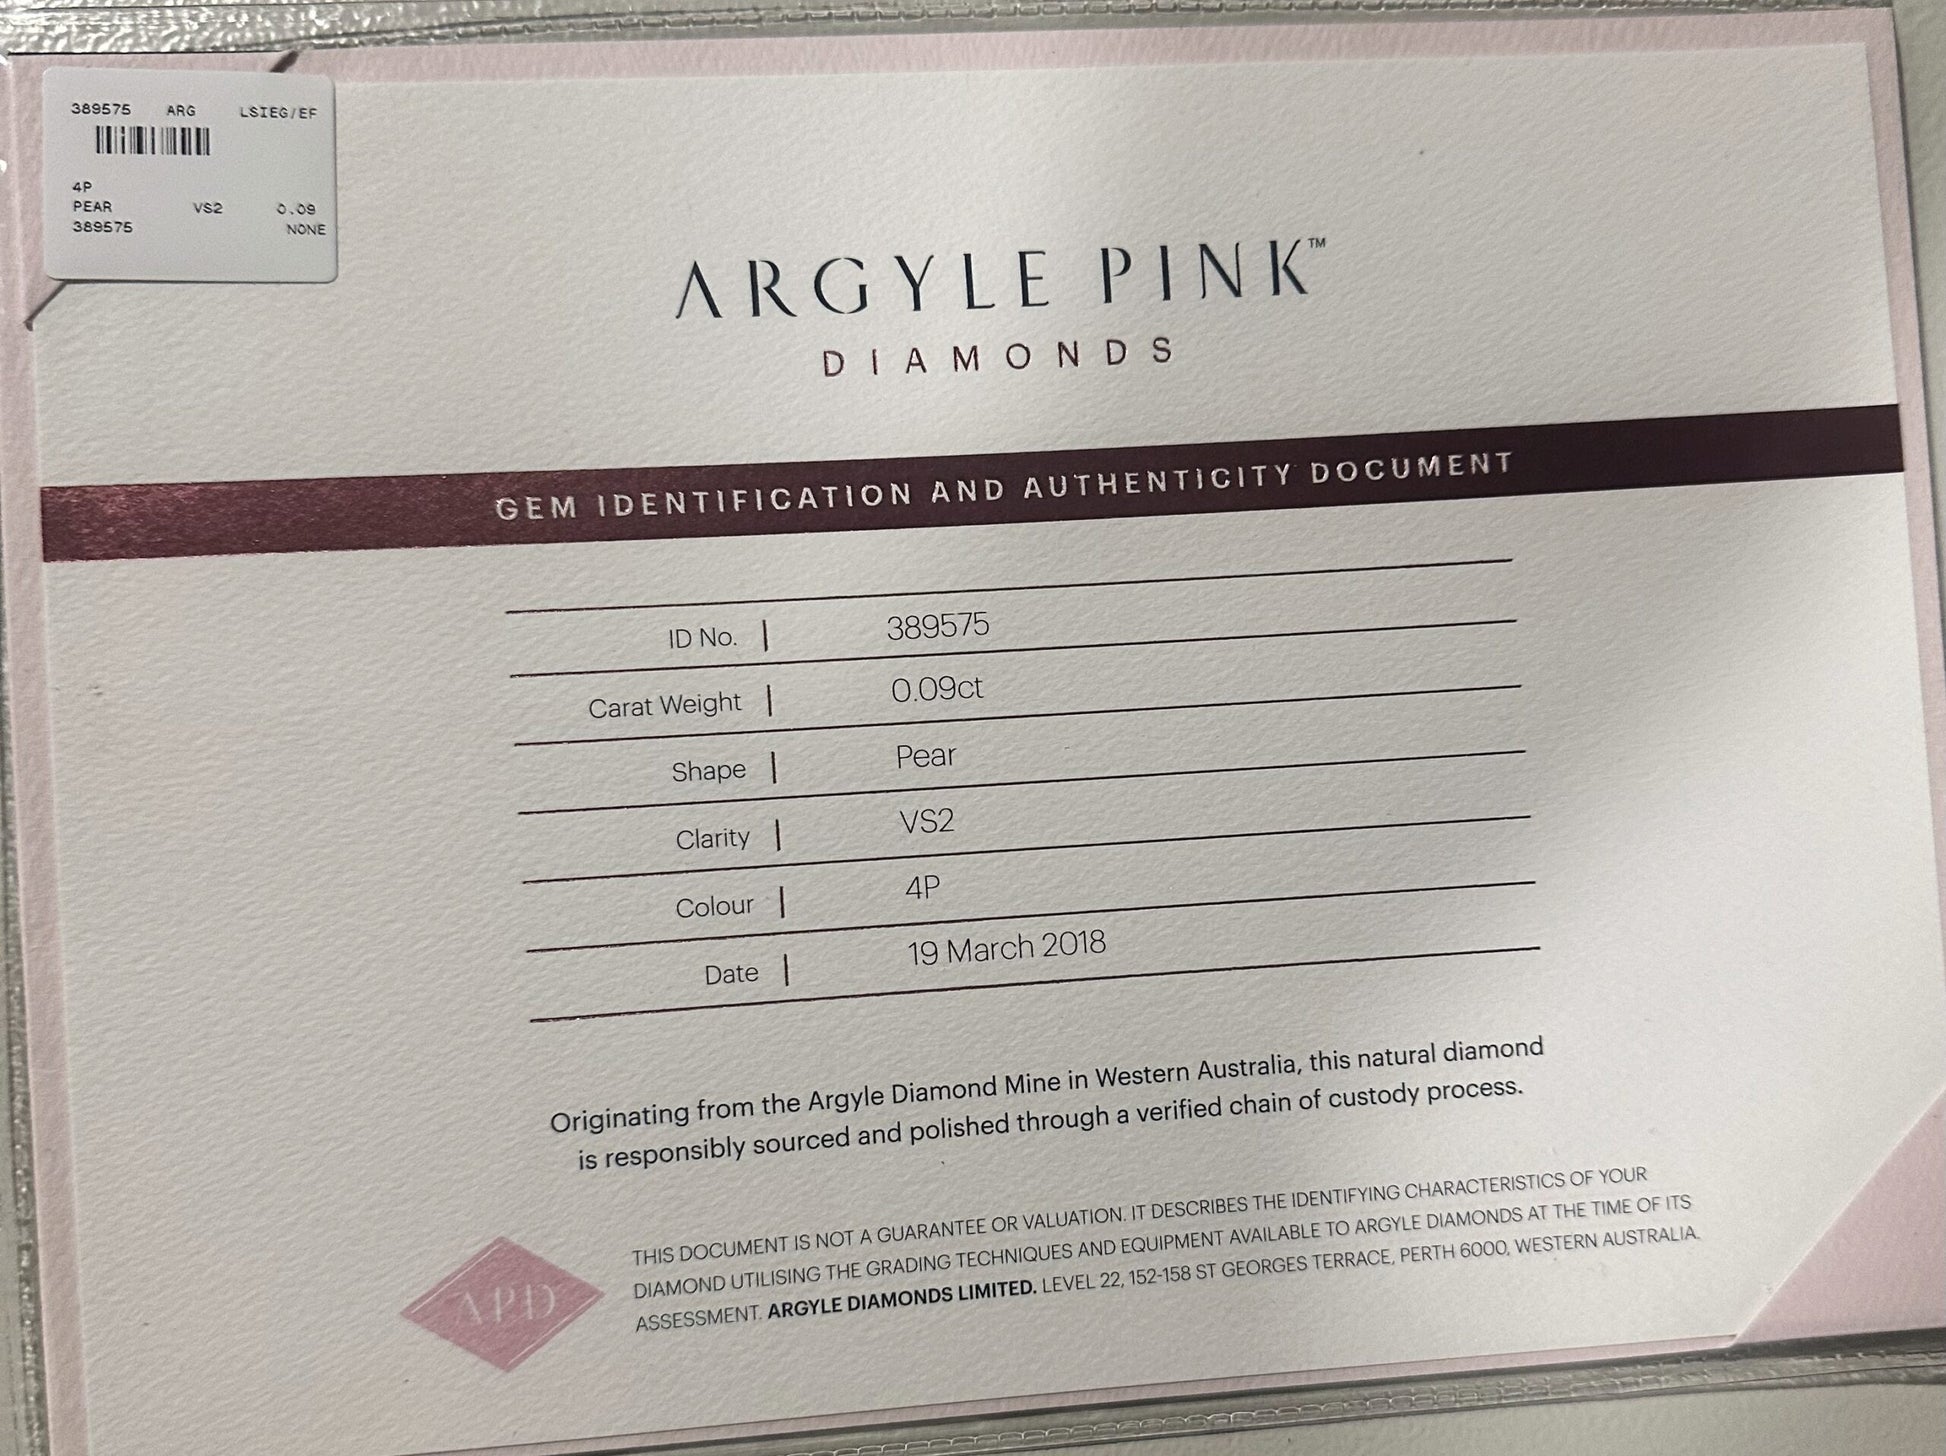 389575 ARG LSIEG/EF
4P
PEAR VS2 0.09
389575 NONE
ARGYLE PINK™
DIAMONDS
GEM IDENTIFICATION AND AUTHENTICITY DOCUMENT
ID No. | 389575
Carat Weight | 0.09ct
Shape | Pear
Clarity | VS2
Colour | 4P
Date | 19 March 2018
Originating from the Argyle Diamond Mine in Western Australia, this natural diamond
is responsibly sourced and polished through a verified chain of custody process.
THIS DOCUMENT IS NOT A GUARANTEE OR VALUATION. IT DESCRIBES THE IDENTIFYING CHARACTERISTICS OF YOUR
DIAMOND UTILISING THE GRADING TECHNIQUES AND EQUIPMENT AVAILABLE TO ARGYLE DIAMONDS AT THE TIME OF ITS
ASSESSMENT. ARGYLE DIAMONDS LIMITED. LEVEL 22, 152-158 ST GEORGES TERRACE, PERTH 6000, WESTERN AUSTRALIA.
APD